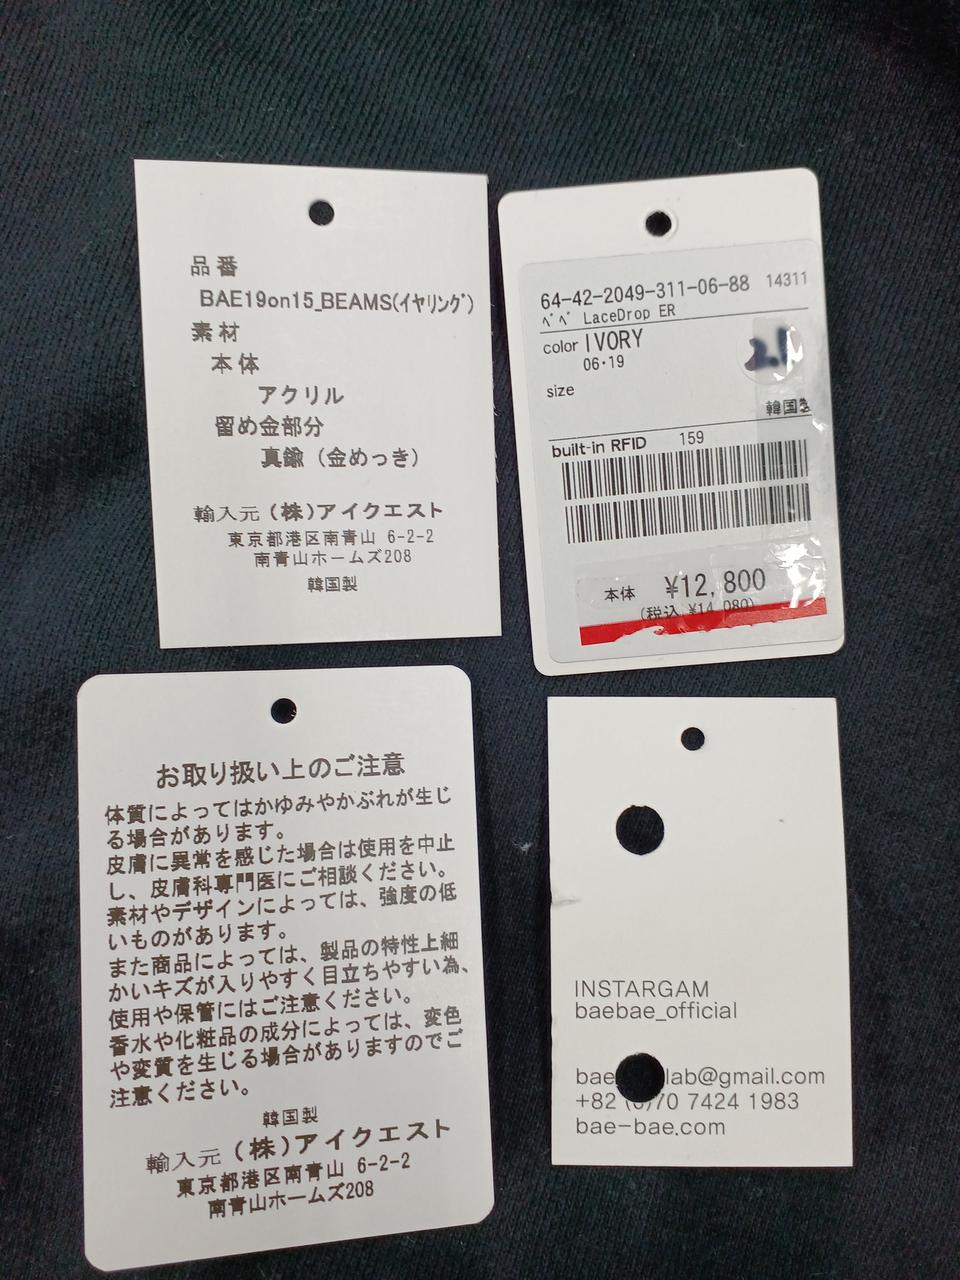 品番
BAE19on15_BEAMS(イヤリング)
素材
本体
アクリル
留め金部分
真鍮（金めっき）
輸入元（株）アイクエスト
東京都港区南青山 6-2-2
南青山ホームズ208
韓国製
64-42-2049-311-06-88 14311
ベベ LaceDrop ER
color IVORY
06・19
size
韓国製
built-in RFID 159
本体 ¥12,800
(税込 ¥14,080)
お取り扱い上のご注意
体質によってはかゆみやかぶれが生じ
る場合があります。
皮膚に異常を感じた場合は使用を中止
し、皮膚科専門医にご相談ください。
素材やデザインによっては、強度の低
いものがあります。
また商品によっては、製品の特性上細
かいキズが入りやすく目立ちやすい為、
使用や保管にはご注意ください。
香水や化粧品の成分によっては、変色
や変質を生じる場合がありますのでご
注意ください。
韓国製
輸入元（株）アイクエスト
東京都港区南青山 6-2-2
南青山ホームズ208
INSTARGAM
baebae_official
bae lab@gmail.com
+82 (0)70 7424 1983
bae-bae.com